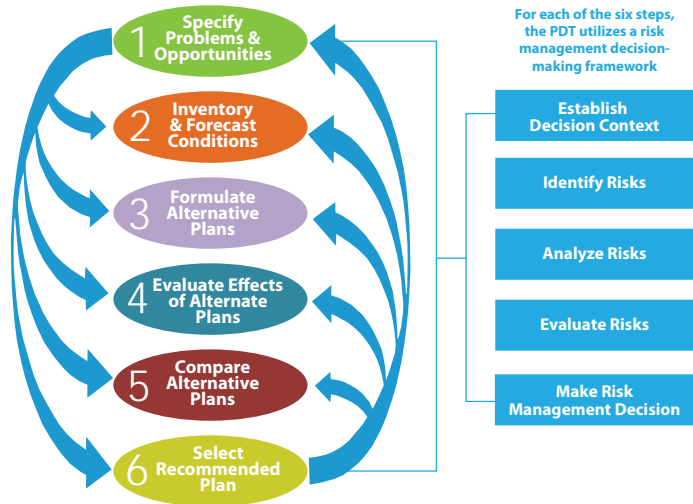 1
Specify
Problems &
Opportunities
2
Inventory
& Forecast
Conditions
3
Formulate
Alternative
Plans
4
Evaluate Effects
of Alternate
Plans
5
Compare
Alternative
Plans
6
Select
Recommended
Plan
For each of the six steps,
the PDT utilizes a risk
management decision-
making framework
Establish
Decision Context
Identify Risks
Analyze Risks
Evaluate Risks
Make Risk
Management Decision